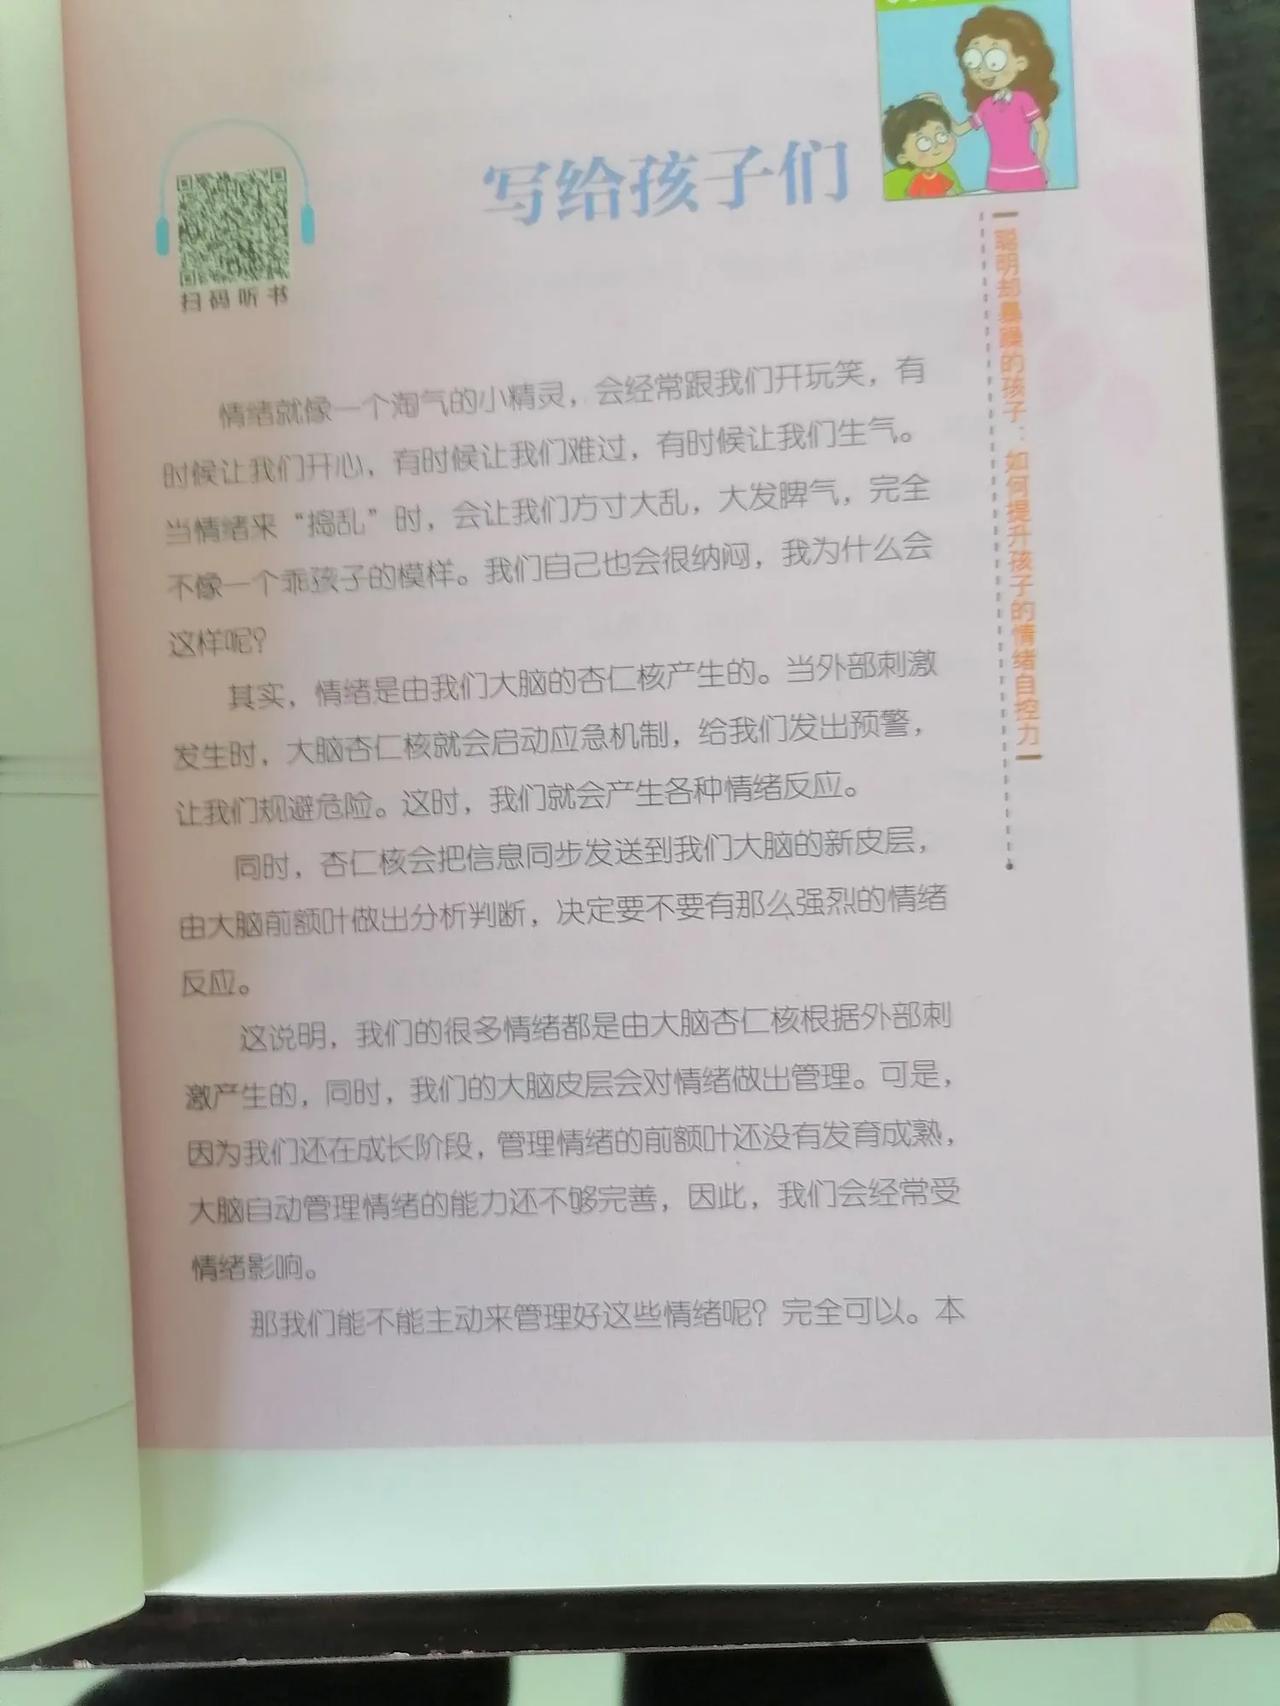 写给孩子们
扫码听书
聪明却暴躁的孩子：如何提升孩子的情绪自控力
情绪就像一个淘气的小精灵，会经常跟我们开玩笑，有
时候让我们开心，有时候让我们难过，有时候让我们生气。
当情绪来“捣乱”时，会让我们方寸大乱，大发脾气，完全
不像一个乖孩子的模样。我们自己也会很纳闷，我为什么会
这样呢？
其实，情绪是由我们大脑的杏仁核产生的。当外部刺激
发生时，大脑杏仁核就会启动应急机制，给我们发出预警，
让我们规避危险。这时，我们就会产生各种情绪反应。
同时，杏仁核会把信息同步发送到我们大脑的新皮层，
由大脑前额叶做出分析判断，决定要不要有那么强烈的情绪
反应。
这说明，我们的很多情绪都是由大脑杏仁核根据外部刺
激产生的，同时，我们的大脑皮层会对情绪做出管理。可是，
因为我们还在成长阶段，管理情绪的前额叶还没有发育成熟，
大脑自动管理情绪的能力还不够完善，因此，我们会经常受
情绪影响。
那我们能不能主动来管理好这些情绪呢？完全可以。本